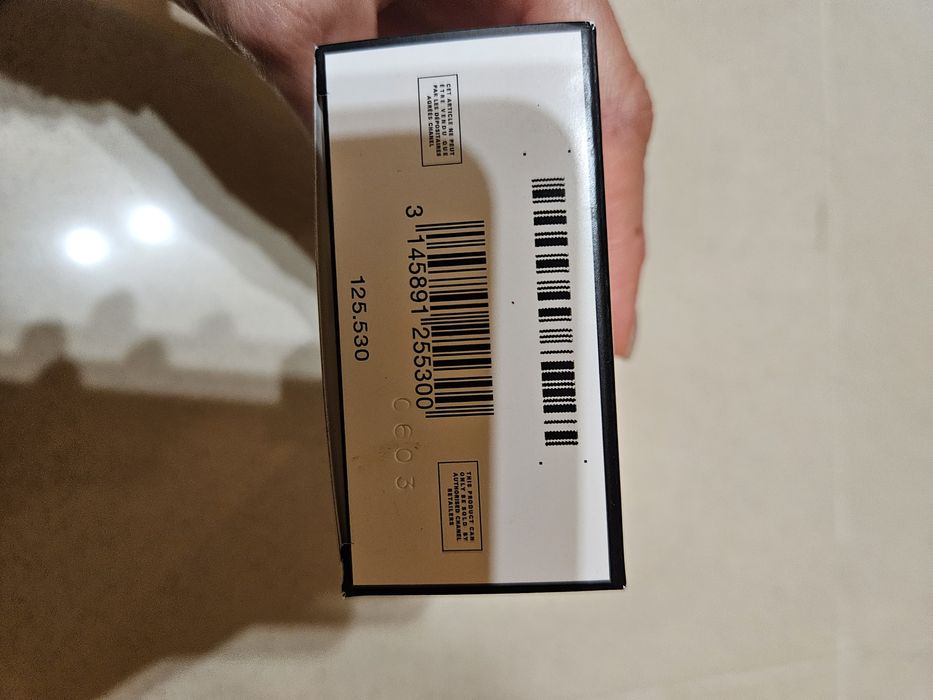 CET ARTICLE NE PEUT
ÊTRE VENDU QUE
PAR LES DÉPOSITAIRES
AGRÉÉS CHANEL
3 145891 255300
125.530
C603
THIS PRODUCT CAN
ONLY BE SOLD BY
AUTHORISED CHANEL
RETAILERS